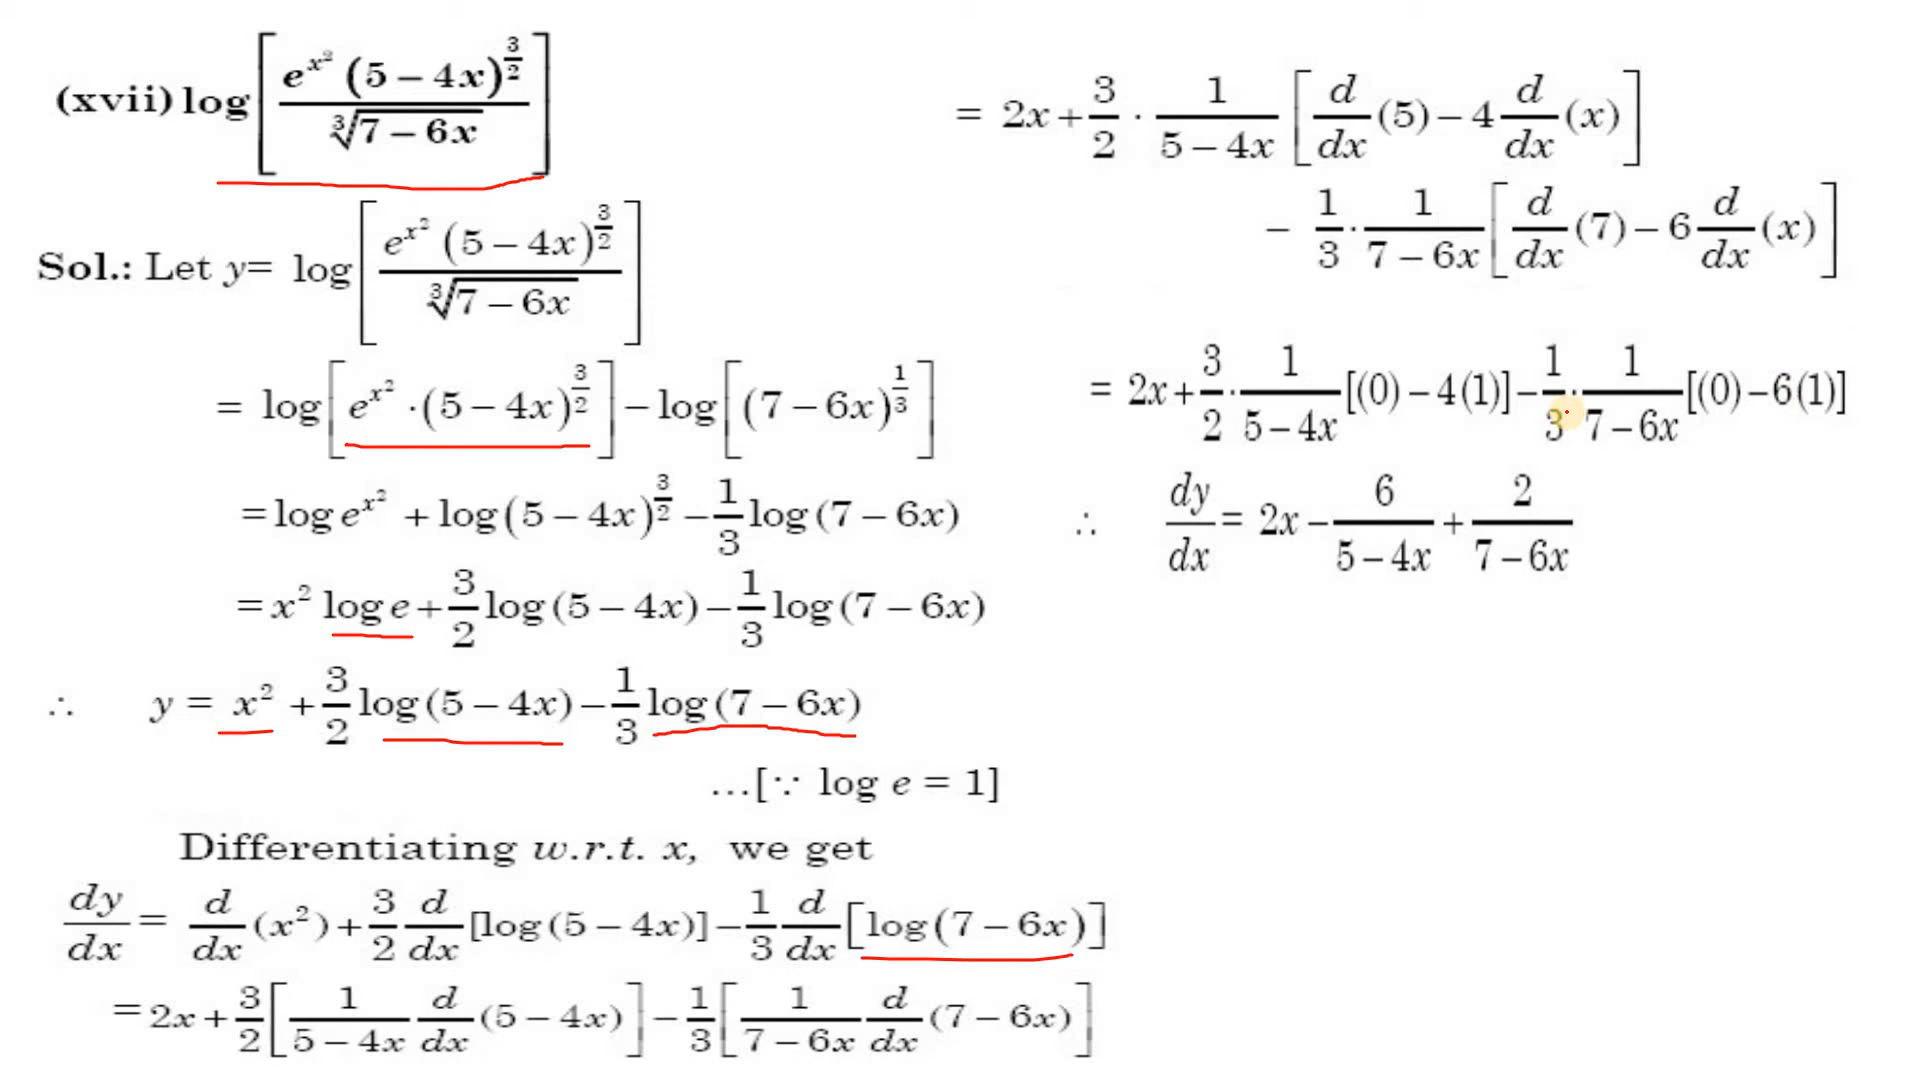 (xvii) log[e^{x^2} (5 – 4x)^{3/2} / ∛(7 – 6x)]
Sol.: Let y= log[e^{x^2} (5 – 4x)^{3/2} / ∛(7 – 6x)]
= log[e^{x^2} ·(5 – 4x)^{3/2}] – log[(7 – 6x)^{1/3}]
= log e^{x^2} + log(5 – 4x)^{3/2} – 1/3 log(7 – 6x)
= x^2 log e + 3/2 log(5 – 4x) – 1/3 log(7 – 6x)
∴ y = x^2 + 3/2 log(5 – 4x) – 1/3 log(7 – 6x)
...[∵ log e = 1]
Differentiating w.r.t. x, we get
dy/dx = d/dx (x^2) + 3/2 d/dx [log(5 – 4x)] – 1/3 d/dx [log(7 – 6x)]
= 2x + 3/2 [1/(5 – 4x) d/dx (5 – 4x)] – 1/3 [1/(7 – 6x) d/dx (7 – 6x)]
= 2x + 3/2 · 1/(5 – 4x) [d/dx (5) – 4 d/dx (x)]
– 1/3 · 1/(7 – 6x) [d/dx (7) – 6 d/dx (x)]
= 2x + 3/2 · 1/(5 – 4x) [(0) – 4(1)] – 1/3 · 1/(7 – 6x) [(0) – 6(1)]
∴ dy/dx = 2x – 6/(5 – 4x) + 2/(7 – 6x)